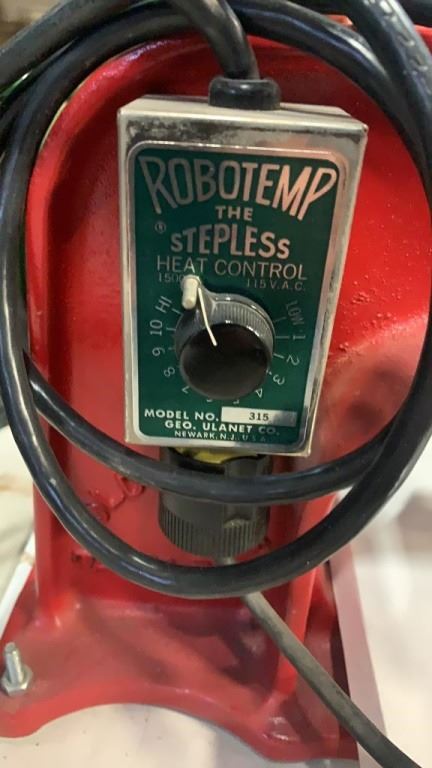 ROBOTEMP
THE
® STEPLESS
HEAT CONTROL
115 V.A.C.
HI LOW
10 1
9 2
8 3
4
MODEL NO. 315
GEO. ULANET CO.
NEWARK, N.J., U.S.A.